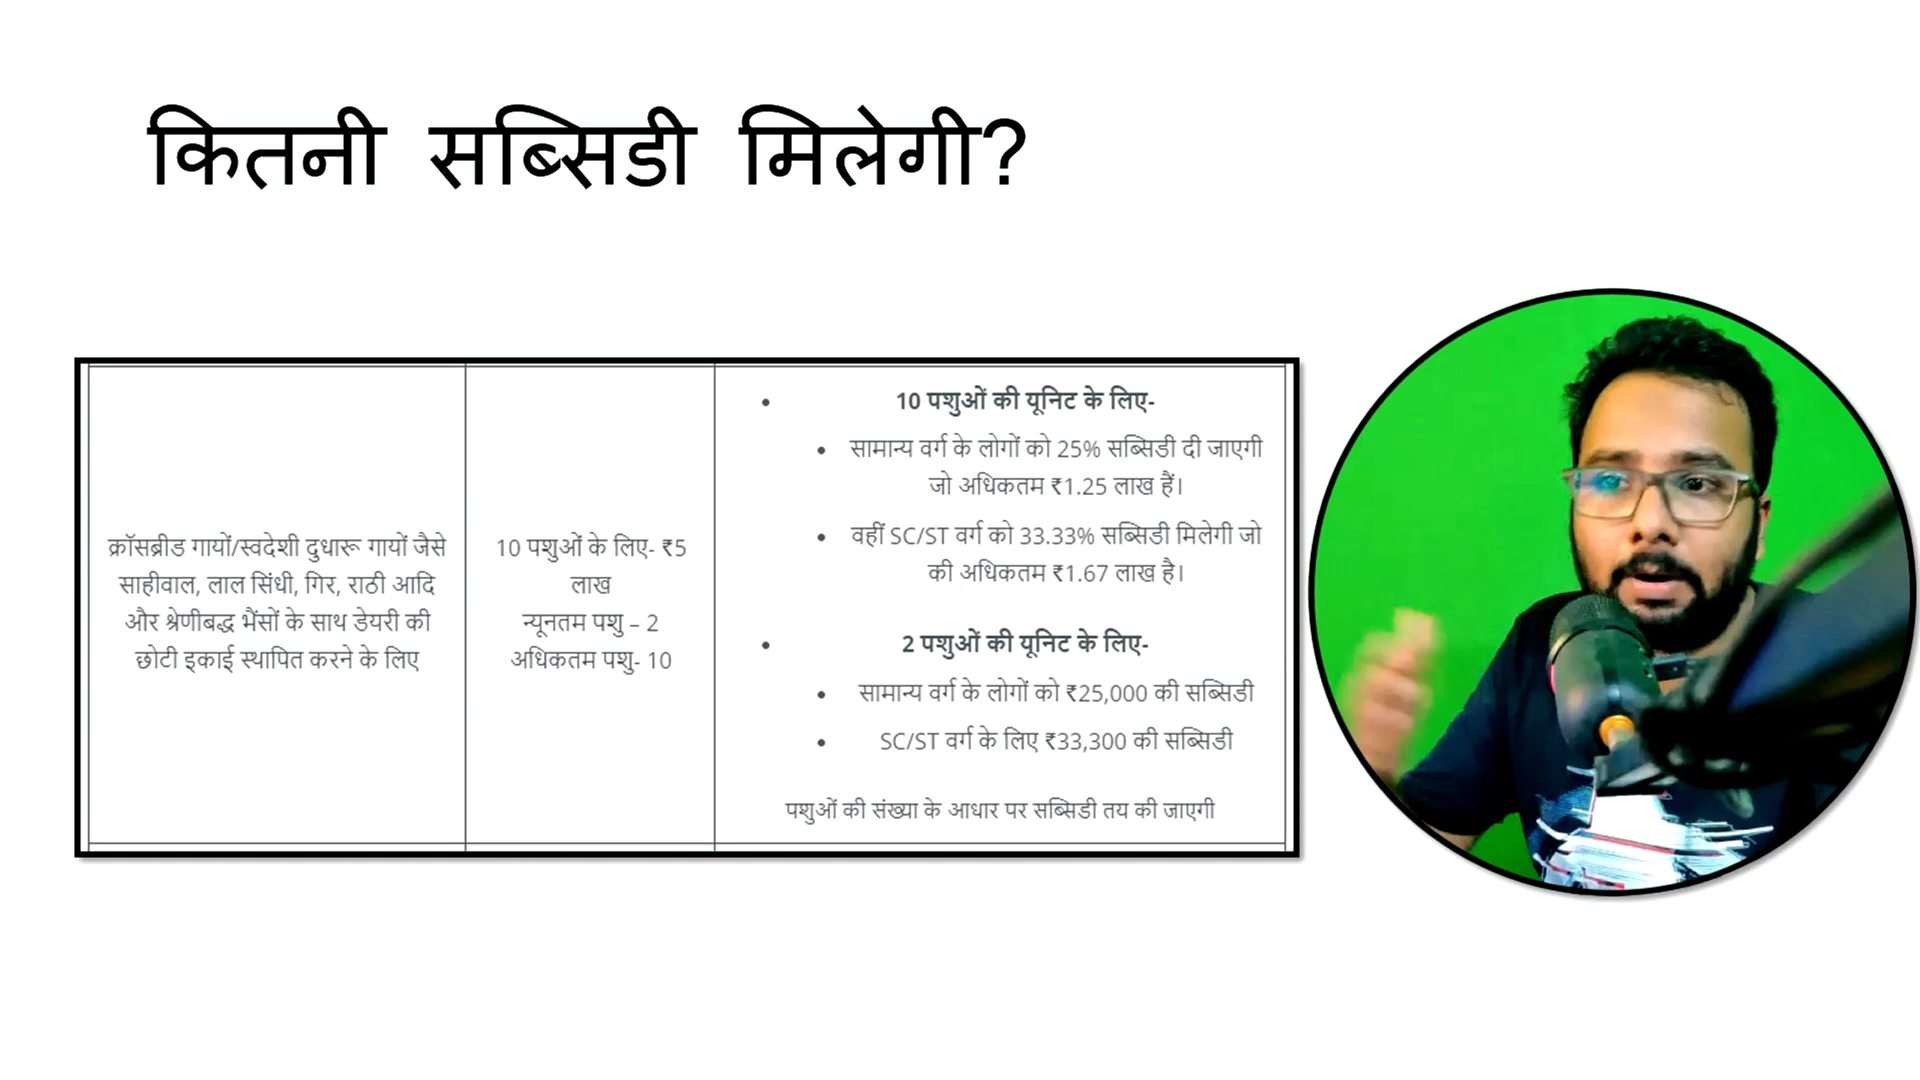 कितनी सब्सिडी मिलेगी?
क्रॉसब्रीड गायों/स्वदेशी दुधारू गायों जैसे
साहीवाल, लाल सिंधी, गिर, राठी आदि
और श्रेणीबद्ध भैंसों के साथ डेयरी की
छोटी इकाई स्थापित करने के लिए
10 पशुओं के लिए- ₹5
लाख
न्यूनतम पशु – 2
अधिकतम पशु- 10
• 10 पशुओं की यूनिट के लिए-
• सामान्य वर्ग के लोगों को 25% सब्सिडी दी जाएगी
जो अधिकतम ₹1.25 लाख हैं।
• वहीं SC/ST वर्ग को 33.33% सब्सिडी मिलेगी जो
की अधिकतम ₹1.67 लाख है।
• 2 पशुओं की यूनिट के लिए-
• सामान्य वर्ग के लोगों को ₹25,000 की सब्सिडी
• SC/ST वर्ग के लिए ₹33,300 की सब्सिडी
पशुओं की संख्या के आधार पर सब्सिडी तय की जाएगी